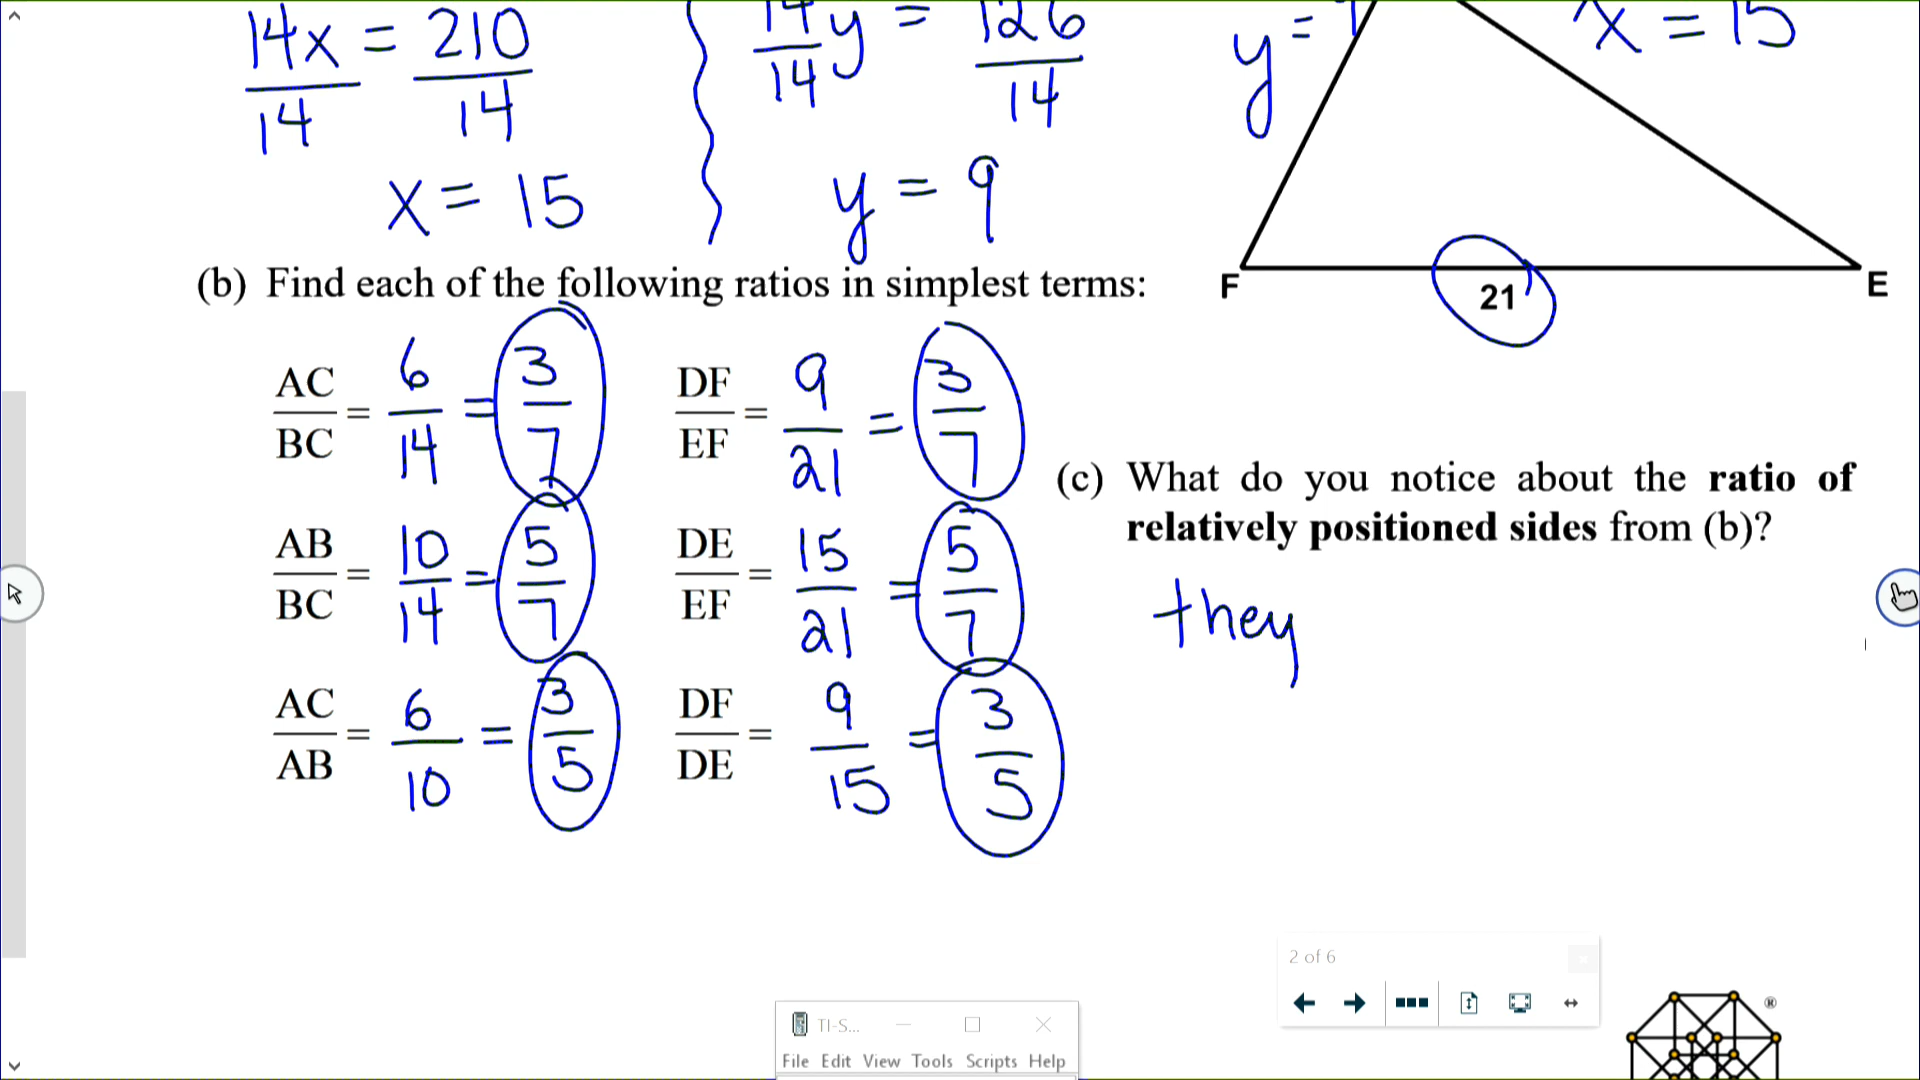 14x = 210
14 14
x = 15
14y = 126
14 14
y = 9
y =
x = 15
F
21
E
(b) Find each of the following ratios in simplest terms:
AC/BC = 6/14 = 3/7
DF/EF = 9/21 = 3/7
AB/BC = 10/14 = 5/7
DE/EF = 15/21 = 5/7
AC/AB = 6/10 = 3/5
DF/DE = 9/15 = 3/5
(c) What do you notice about the ratio of
relatively positioned sides from (b)?
they
2 of 6
TI-S...
File Edit View Tools Scripts Help
®